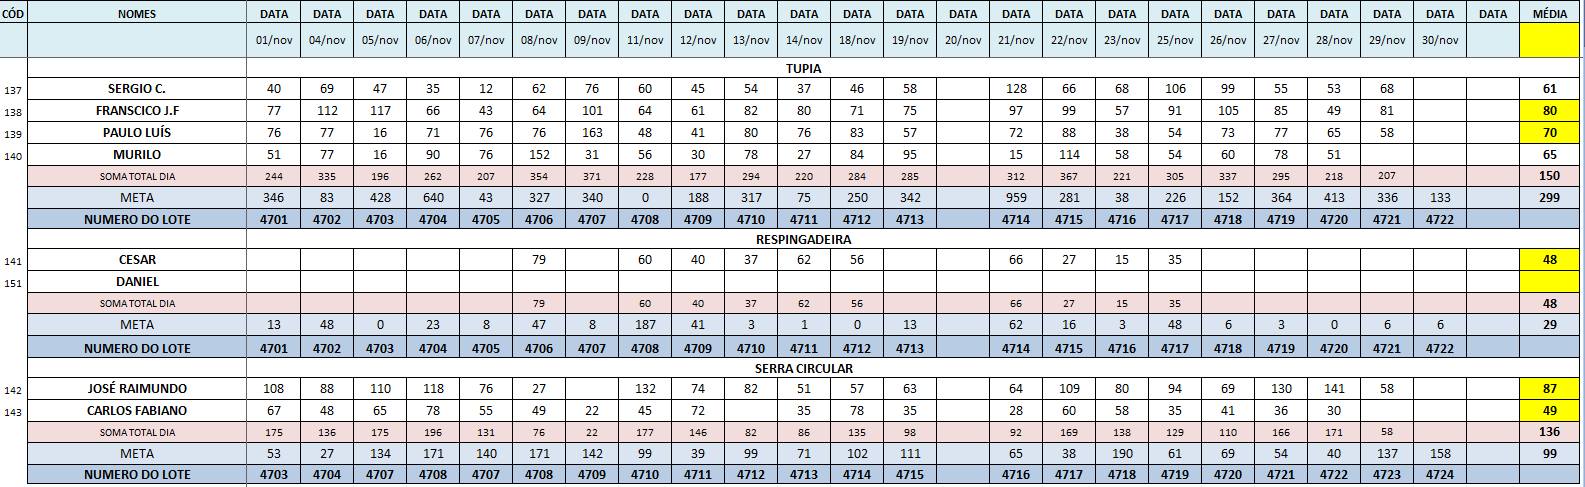 CÓD NOMES DATA DATA DATA DATA DATA DATA DATA DATA DATA DATA DATA DATA DATA DATA DATA DATA DATA DATA DATA DATA DATA DATA DATA DATA MÉDIA
01/nov 04/nov 05/nov 06/nov 07/nov 08/nov 09/nov 11/nov 12/nov 13/nov 14/nov 18/nov 19/nov 20/nov 21/nov 22/nov 23/nov 25/nov 26/nov 27/nov 28/nov 29/nov 30/nov
TUPIA
137 SERGIO C. 40 69 47 35 12 62 76 60 45 54 37 46 58 128 66 68 106 99 55 53 68 61
138 FRANSCICO J.F 77 112 117 66 43 64 101 64 61 82 80 71 75 97 99 57 91 105 85 49 81 80
139 PAULO LUÍS 76 77 16 71 76 76 163 48 41 80 76 83 57 72 88 38 54 73 77 65 58 70
140 MURILO 51 77 16 90 76 152 31 56 30 78 27 84 95 15 114 58 54 60 78 51 65
SOMA TOTAL DIA 244 335 196 262 207 354 371 228 177 294 220 284 285 312 367 221 305 337 295 218 207 150
META 346 83 428 640 43 327 340 0 188 317 75 250 342 959 281 38 226 152 364 413 336 133 299
NUMERO DO LOTE 4701 4702 4703 4704 4705 4706 4707 4708 4709 4710 4711 4712 4713 4714 4715 4716 4717 4718 4719 4720 4721 4722
RESPINGADEIRA
141 CESAR 79 60 40 37 62 56 66 27 15 35 48
151 DANIEL
SOMA TOTAL DIA 79 60 40 37 62 56 66 27 15 35 48
META 13 48 0 23 8 47 8 187 41 3 1 0 13 62 16 3 48 6 3 0 6 6 29
NUMERO DO LOTE 4701 4702 4703 4704 4705 4706 4707 4708 4709 4710 4711 4712 4713 4714 4715 4716 4717 4718 4719 4720 4721 4722
SERRA CIRCULAR
142 JOSÉ RAIMUNDO 108 88 110 118 76 27 132 74 82 51 57 63 64 109 80 94 69 130 141 58 87
143 CARLOS FABIANO 67 48 65 78 55 49 22 45 72 35 78 35 28 60 58 35 41 36 30 49
SOMA TOTAL DIA 175 136 175 196 131 76 22 177 146 82 86 135 98 92 169 138 129 110 166 171 58 136
META 53 27 134 171 140 171 142 99 39 99 71 102 111 65 38 190 61 69 54 40 137 158 99
NUMERO DO LOTE 4703 4704 4707 4708 4707 4708 4709 4710 4711 4712 4713 4714 4715 4716 4717 4718 4719 4720 4721 4722 4723 4724